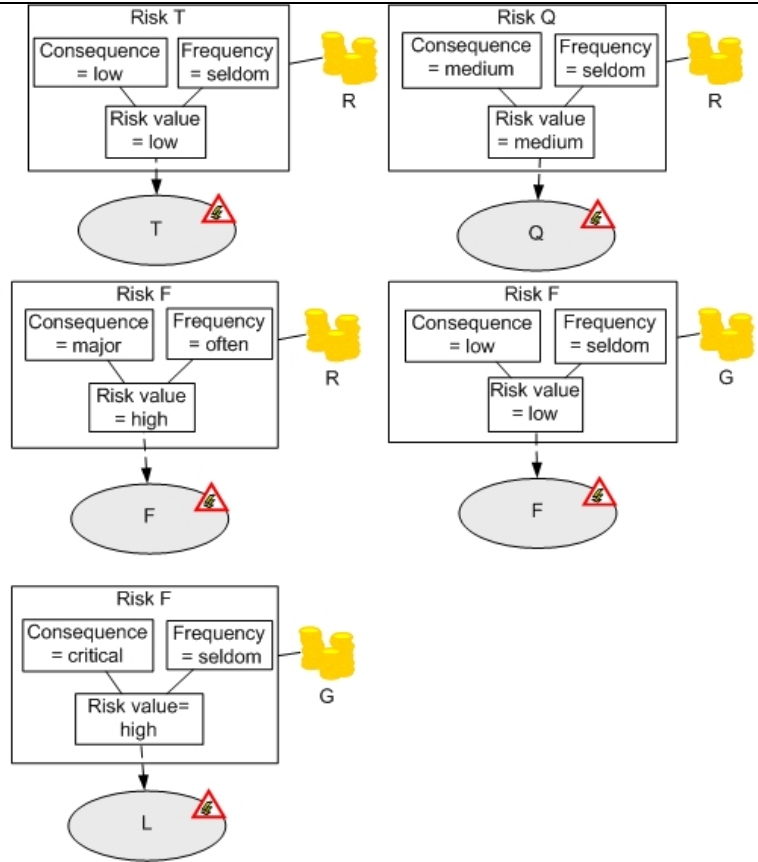 Risk T
Consequence
= low
Frequency
= seldom
Risk value
= low
R
T
Risk Q
Consequence
= medium
Frequency
= seldom
Risk value
= medium
R
Q
Risk F
Consequence
= major
Frequency
= often
Risk value
= high
R
F
Risk F
Consequence
= low
Frequency
= seldom
Risk value
= low
G
F
Risk F
Consequence
= critical
Frequency
= seldom
Risk value=
high
G
L